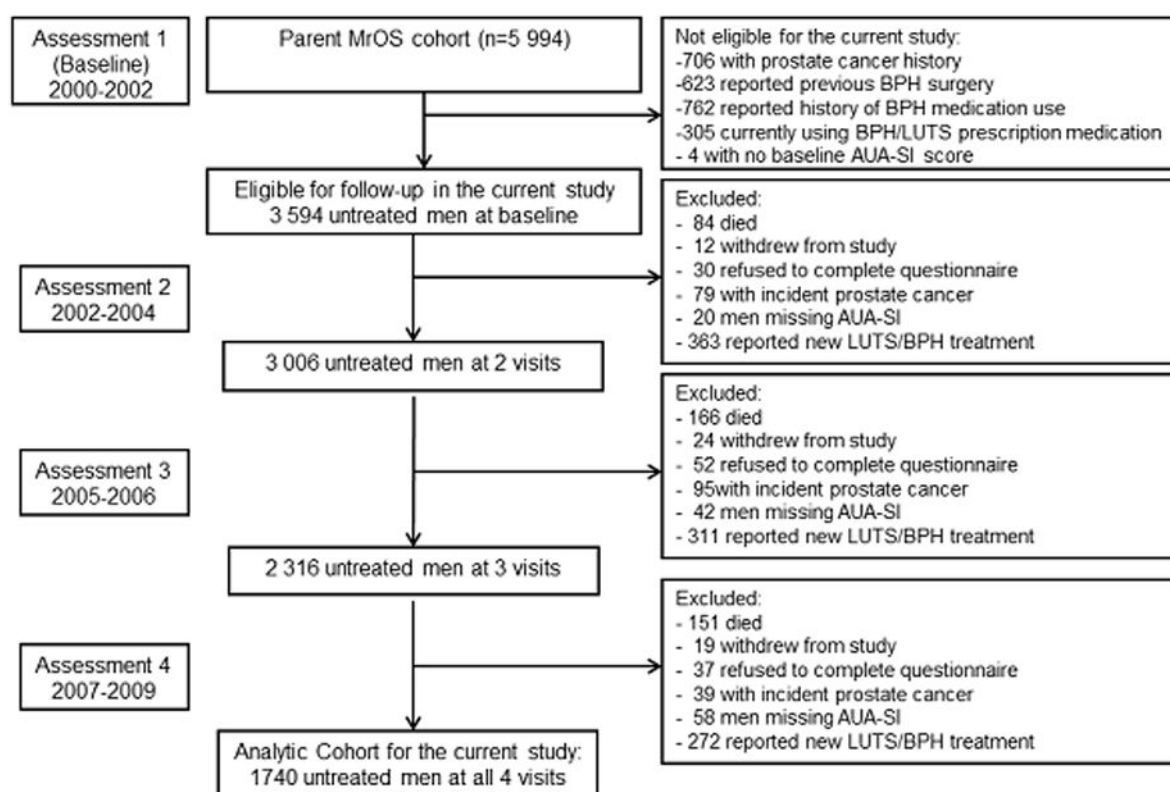 Assessment 1
(Baseline)
2000-2002
Parent MrOS cohort (n=5 994)
Not eligible for the current study:
-706 with prostate cancer history
-623 reported previous BPH surgery
-762 reported history of BPH medication use
-305 currently using BPH/LUTS prescription medication
- 4 with no baseline AUA-SI score
Eligible for follow-up in the current study
3 594 untreated men at baseline
Excluded:
- 84 died
- 12 withdrew from study
- 30 refused to complete questionnaire
- 79 with incident prostate cancer
- 20 men missing AUA-SI
- 363 reported new LUTS/BPH treatment
Assessment 2
2002-2004
3 006 untreated men at 2 visits
Excluded:
- 166 died
- 24 withdrew from study
- 52 refused to complete questionnaire
- 95with incident prostate cancer
- 42 men missing AUA-SI
- 311 reported new LUTS/BPH treatment
Assessment 3
2005-2006
2 316 untreated men at 3 visits
Excluded:
- 151 died
- 19 withdrew from study
- 37 refused to complete questionnaire
- 39 with incident prostate cancer
- 58 men missing AUA-SI
- 272 reported new LUTS/BPH treatment
Assessment 4
2007-2009
Analytic Cohort for the current study:
1740 untreated men at all 4 visits